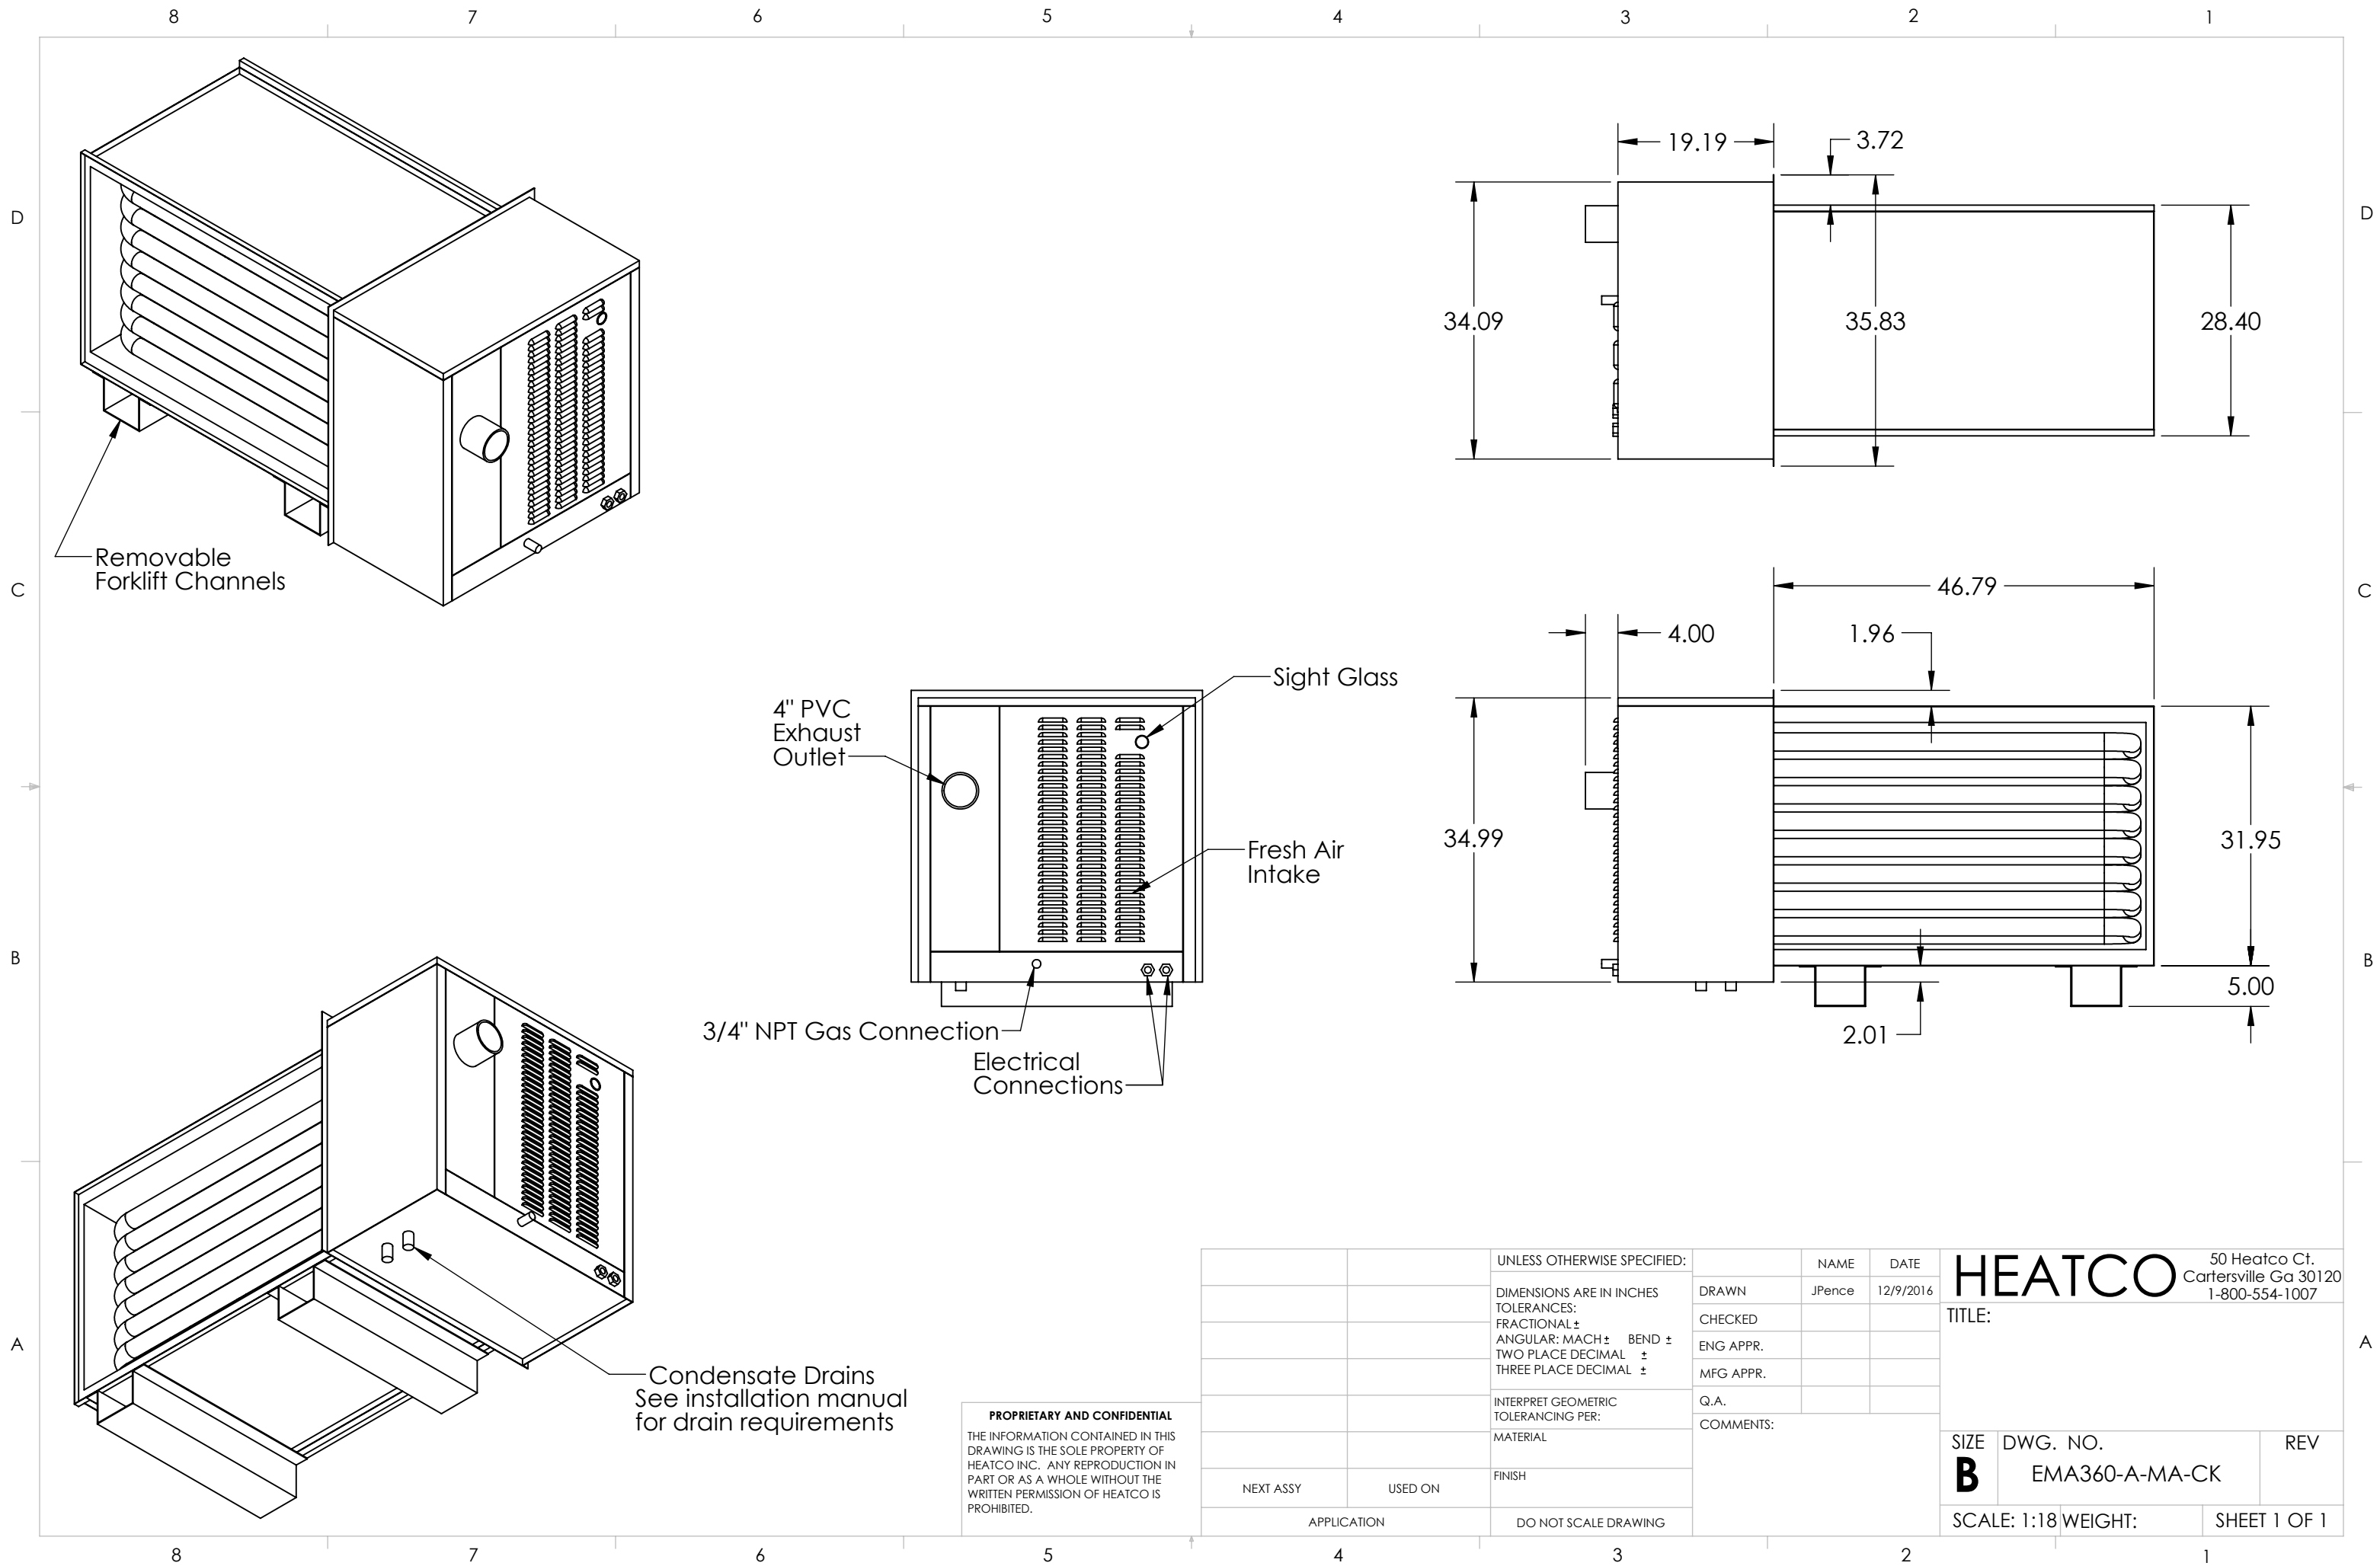 8 7 6 5 4 3 2 1
D
D
19.19
3.72
34.09
35.83
28.40
Removable
Forklift Channels
C
C
46.79
4.00
1.96
34.99
31.95
5.00
2.01
Sight Glass
4" PVC
Exhaust
Outlet
Fresh Air
Intake
3/4" NPT Gas Connection
Electrical
Connections
B
B
Condensate Drains
See installation manual
for drain requirements
A
A
PROPRIETARY AND CONFIDENTIAL
THE INFORMATION CONTAINED IN THIS
DRAWING IS THE SOLE PROPERTY OF
HEATCO INC. ANY REPRODUCTION IN
PART OR AS A WHOLE WITHOUT THE
WRITTEN PERMISSION OF HEATCO IS
PROHIBITED.
NEXT ASSY
USED ON
APPLICATION
UNLESS OTHERWISE SPECIFIED:
DIMENSIONS ARE IN INCHES
TOLERANCES:
FRACTIONAL ±
ANGULAR: MACH ± BEND ±
TWO PLACE DECIMAL ±
THREE PLACE DECIMAL ±
INTERPRET GEOMETRIC
TOLERANCING PER:
MATERIAL
FINISH
DO NOT SCALE DRAWING
NAME DATE
DRAWN JPence 12/9/2016
CHECKED
ENG APPR.
MFG APPR.
Q.A.
COMMENTS:
HEATCO
50 Heatco Ct.
Cartersville Ga 30120
1-800-554-1007
TITLE:
SIZE
B
DWG. NO.
EMA360-A-MA-CK
REV
SCALE: 1:18
WEIGHT:
SHEET 1 OF 1
8 7 6 5 4 3 2 1